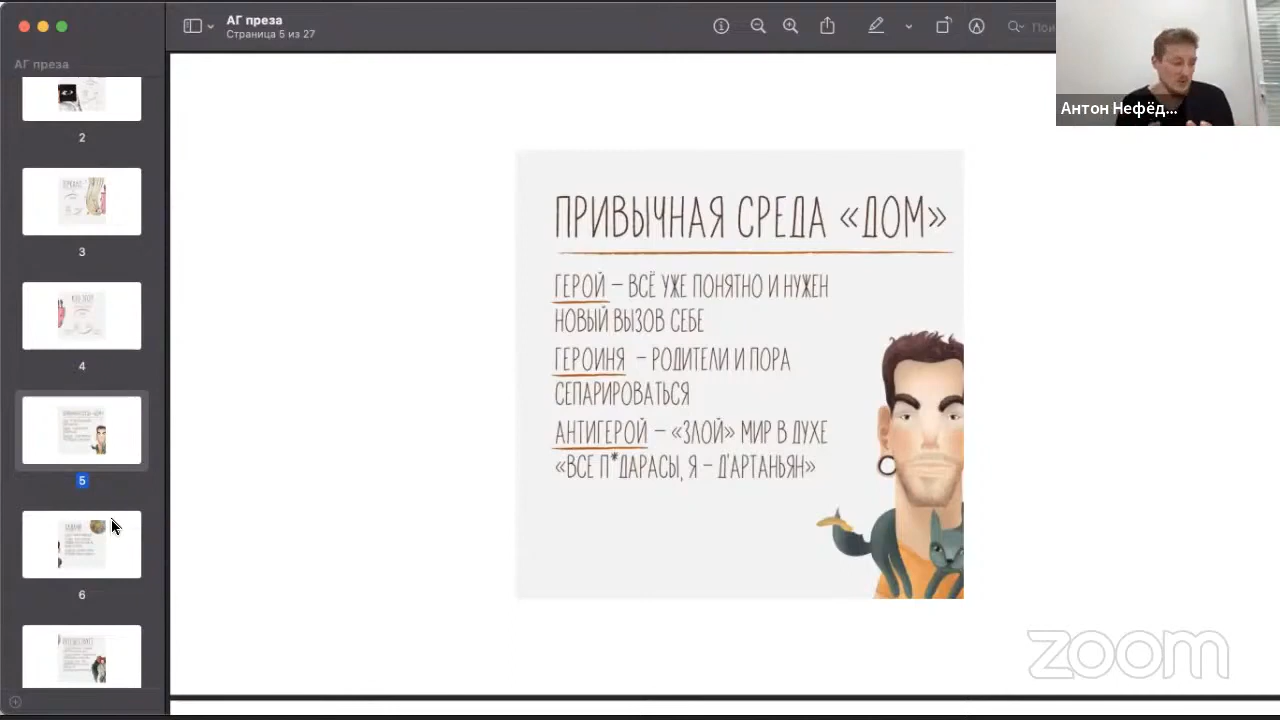 АГ преза
Страница 5 из 27
Пои
АГ преза
Антон Нефёд...
2
3
4
5
6
ПРИВЫЧНАЯ СРЕДА «ДОМ»
ГЕРОЙ – ВСЁ УЖЕ ПОНЯТНО И НУЖЕН
НОВЫЙ ВЫЗОВ СЕБЕ
ГЕРОИНЯ – РОДИТЕЛИ И ПОРА
СЕПАРИРОВАТЬСЯ
АНТИГЕРОЙ – «ЗЛОЙ» МИР В ДУХЕ
«ВСЕ П*ДАРАСЫ, Я – Д'АРТАНЬЯН»
zoom